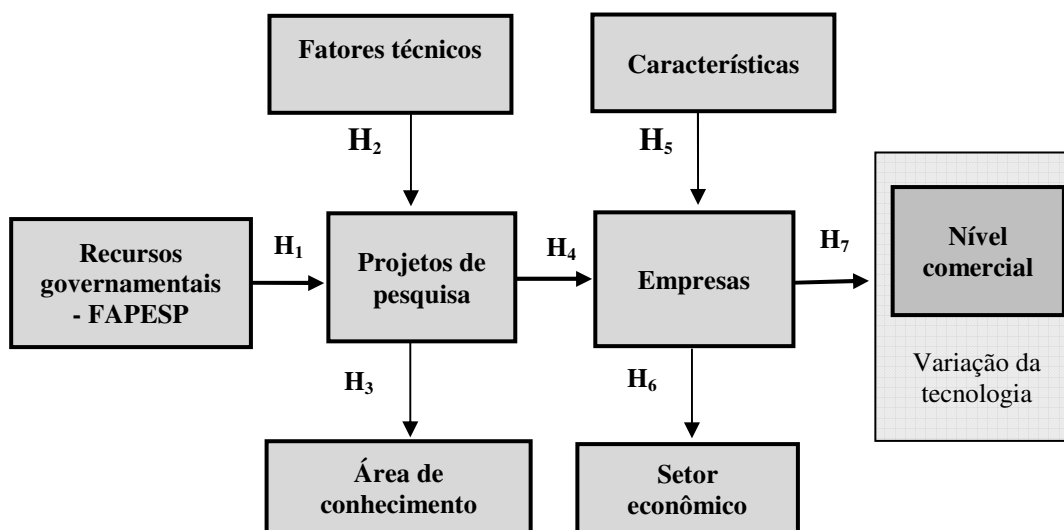 Fatores técnicos
Características
H2
H5
Recursos
governamentais
- FAPESP
H1
Projetos de
pesquisa
H4
Empresas
H7
Nível
comercial
Variação da
tecnologia
H3
H6
Área de
conhecimento
Setor
econômico